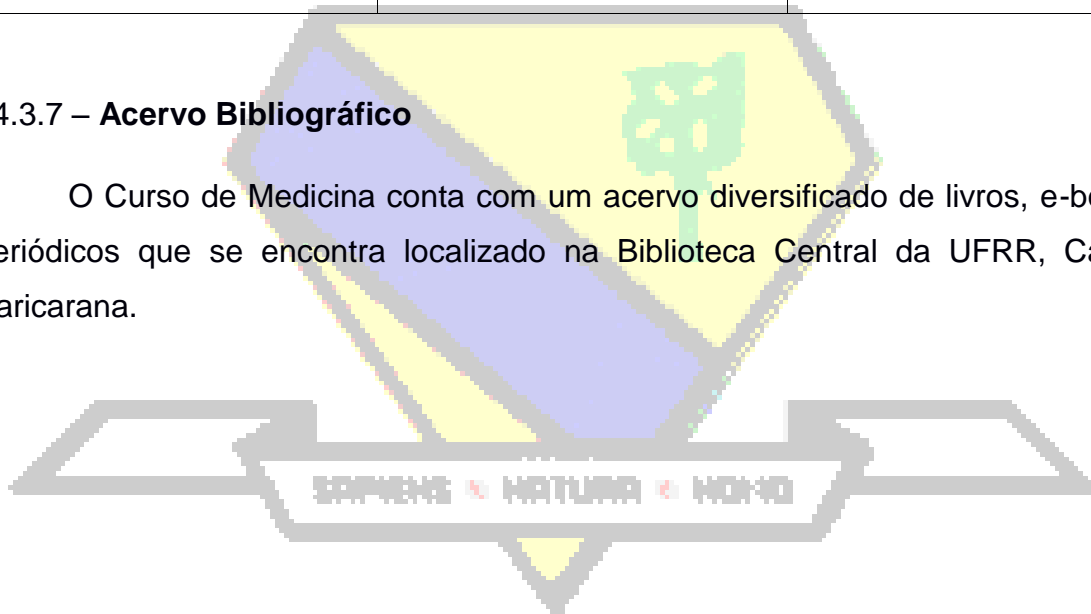 4.3.7 – Acervo Bibliográfico
O Curso de Medicina conta com um acervo diversificado de livros, e-b
eriódicos que se encontra localizado na Biblioteca Central da UFRR, Ca
aricarana.
SAPIENS NATURA HOMO